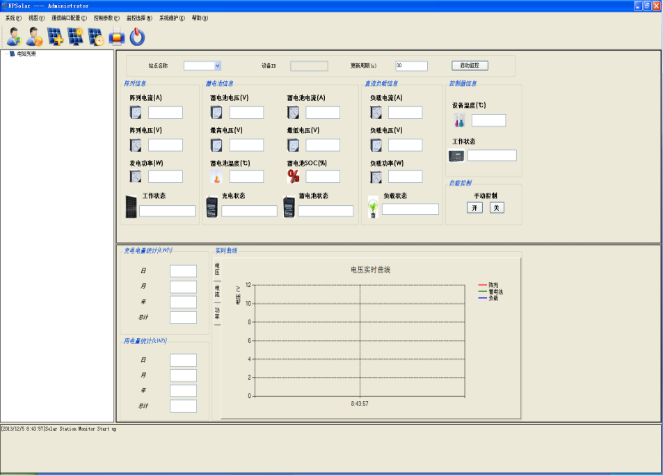 EPSolar --- Administrator
系统(F) 视图(V) 通信端口配置(C) 控制参数(P) 监控选择(M) 系统维护(S) 帮助(H)
电站列表
站点名称 设备ID 更新周期(s) 30 启动监控
阵列信息 蓄电池信息 直流负载信息 控制器信息
阵列电流(A) 蓄电池电压(V) 蓄电池电流(A) 负载电流(A) 设备温度(℃)
阵列电压(V) 最高电压(V) 最低电压(V) 负载电压(V) 工作状态
发电功率(W) 蓄电池温度(℃) 蓄电池SOC(%) 负载功率(W)
负载控制
工作状态 充电状态 蓄电池状态 负载状态 手动控制
开 关
充电电量统计(kWh) 实时曲线
日
月
年
总计
用电量统计(kWh)
日
月
年
总计
电压
电流
功率
电压实时曲线
电压/V
12
10
8
6
4
2
0
8:43:57
阵列
蓄电池
负载
[2013/12/5 8:43:57]Solar Station Monitor Start up